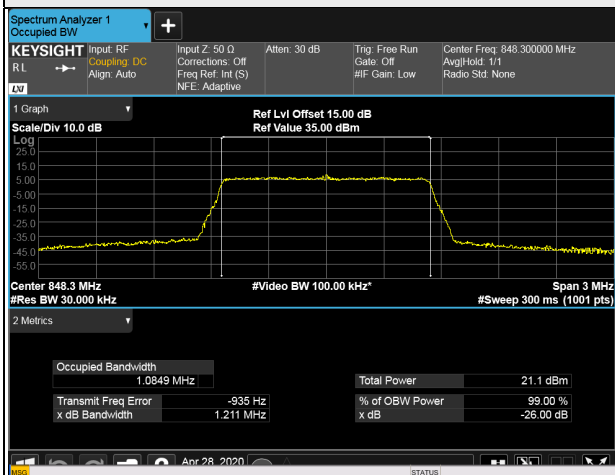 Spectrum Analyzer 1
Occupied BW
+
KEYSIGHT
RL
LXI
Input: RF
Coupling: DC
Align: Auto
Input Z: 50 Ω
Corrections: Off
Freq Ref: Int (S)
NFE: Adaptive
Atten: 30 dB
Trig: Free Run
Gate: Off
#IF Gain: Low
Center Freq: 848.300000 MHz
Avg|Hold: 1/1
Radio Std: None
1 Graph
Scale/Div 10.0 dB
Ref Lvl Offset 15.00 dB
Ref Value 35.00 dBm
Log
25.0
15.0
5.00
-5.00
-15.0
-25.0
-35.0
-45.0
-55.0
Center 848.3 MHz
#Res BW 30.000 kHz
#Video BW 100.00 kHz*
Span 3 MHz
#Sweep 300 ms (1001 pts)
2 Metrics
Occupied Bandwidth
1.0849 MHz
Transmit Freq Error -935 Hz
x dB Bandwidth 1.211 MHz
Total Power 21.1 dBm
% of OBW Power 99.00 %
x dB -26.00 dB
Apr 28, 2020
MSG
STATUS